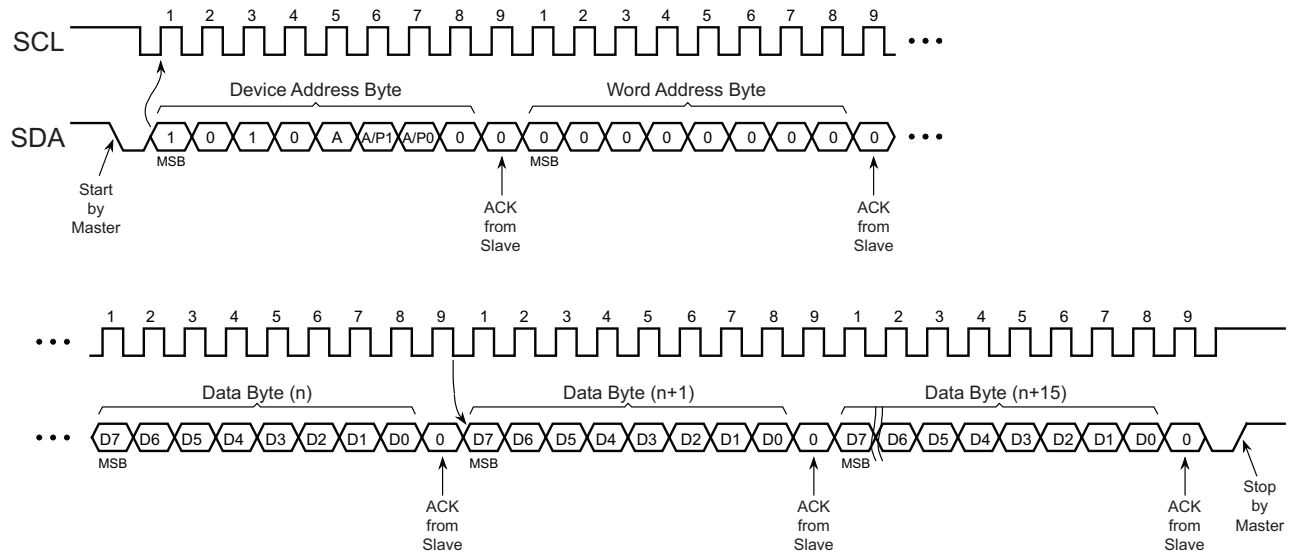 1 2 3 4 5 6 7 8 9 1 2 3 4 5 6 7 8 9
SCL
Device Address Byte Word Address Byte
SDA 1 0 1 0 A A/P1 A/P0 0 0 0 0 0 0 0 0 0 0 0
MSB MSB
Start
by
Master
ACK
from
Slave
ACK
from
Slave
1 2 3 4 5 6 7 8 9 1 2 3 4 5 6 7 8 9 1 2 3 4 5 6 7 8 9
Data Byte (n) Data Byte (n+1) Data Byte (n+15)
D7 D6 D5 D4 D3 D2 D1 D0 0 D7 D6 D5 D4 D3 D2 D1 D0 0 D7 D6 D5 D4 D3 D2 D1 D0 0
MSB MSB MSB
ACK
from
Slave
ACK
from
Slave
ACK
from
Slave
Stop
by
Master